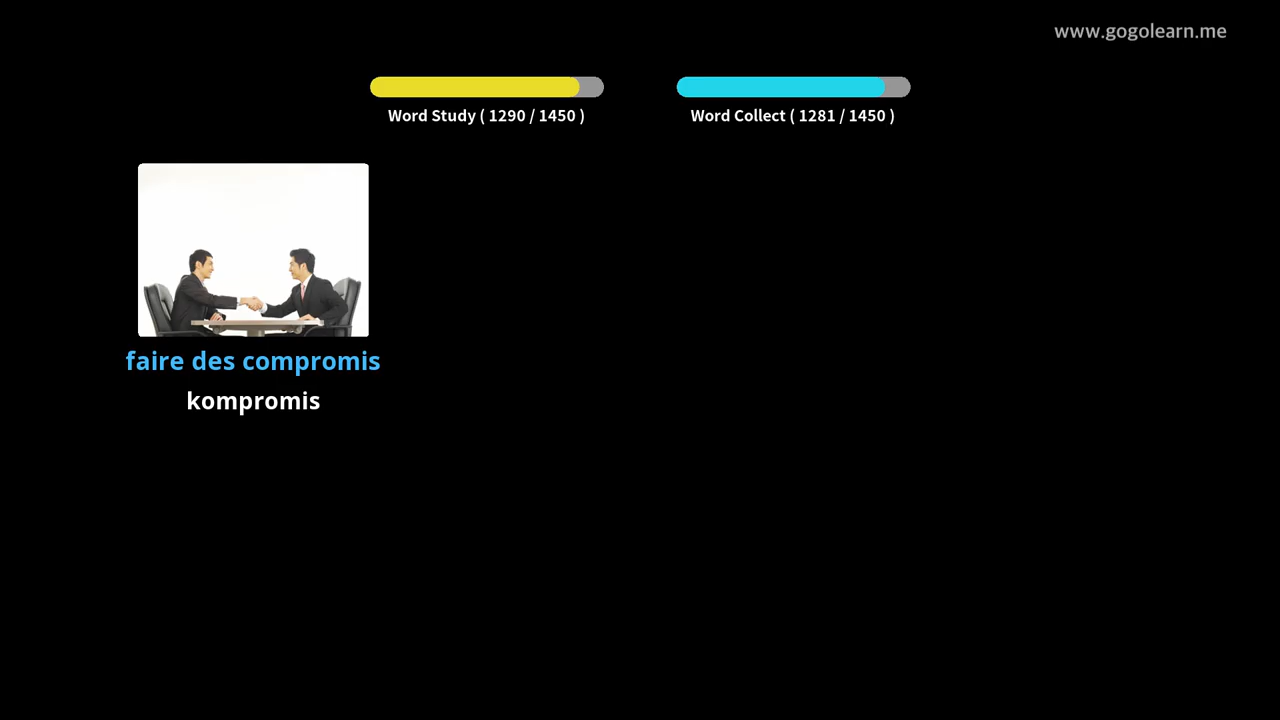 www.gogolearn.me
Word Study ( 1290 / 1450 )
Word Collect ( 1281 / 1450 )
faire des compromis
kompromis